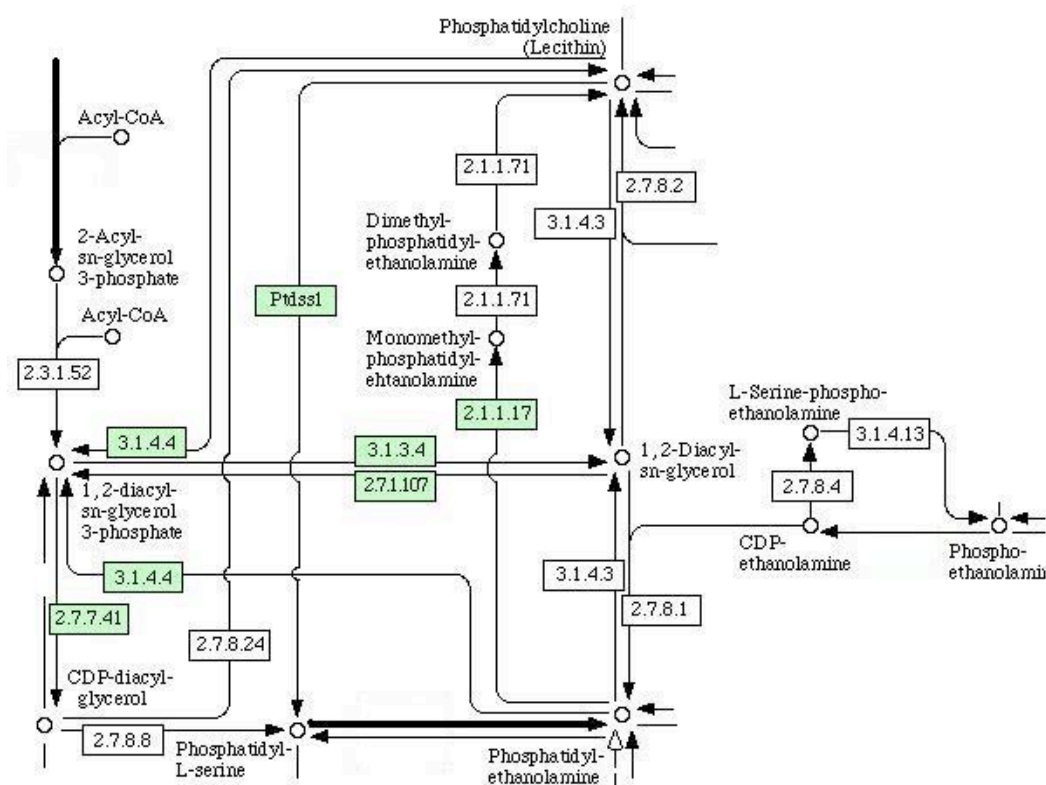 Phosphatidylcholine
(Lecithin)
Acyl-CoA
2.1.1.71
2.7.8.2
3.1.4.3
Dimethyl-
phosphatidyl-
ethanolamine
2-Acyl-
sn-glycerol
3-phosphate
Ptdss1
2.1.1.71
Acyl-CoA
Monomethyl-
phosphatidyl-
ehtanolamine
2.3.1.52
2.1.1.17
L-Serine-phospho-
ethanolamine
3.1.4.4
3.1.3.4
3.1.4.13
1,2-Diacyl-
sn-glycerol
2.7.1.107
2.7.8.4
1,2-diacyl-
sn-glycerol
3-phosphate
CDP-
ethanolamine
Phospho-
ethanolami
3.1.4.4
3.1.4.3
2.7.8.1
2.7.7.41
2.7.8.24
CDP-diacyl-
glycerol
2.7.8.8
Phosphatidyl-
L-serine
Phosphatidyl-
ethanolamine